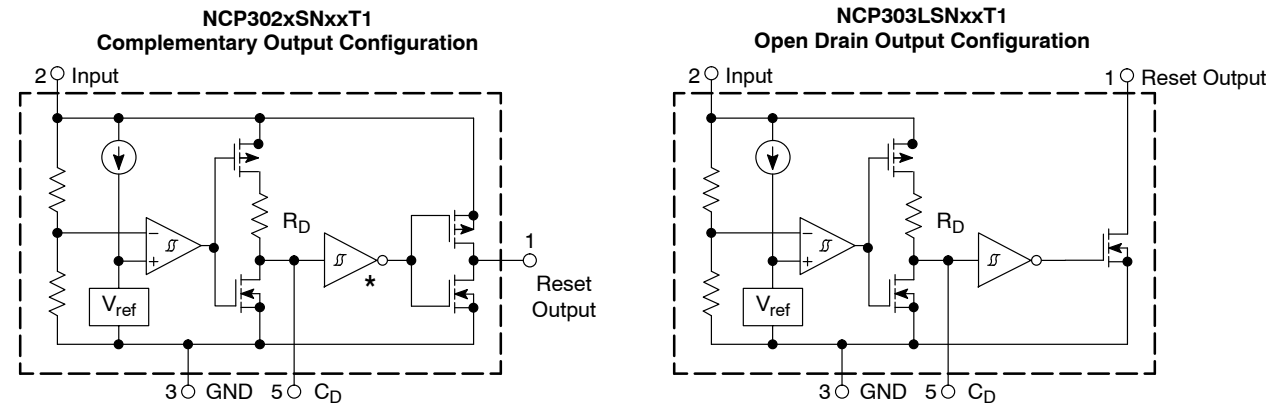 NCP302xSNxxT1
Complementary Output Configuration
2 Input
R_D
*
V_ref
1
Reset
Output
3 GND 5 C_D
NCP303LSNxxT1
Open Drain Output Configuration
2 Input
1 Reset Output
R_D
V_ref
3 GND 5 C_D